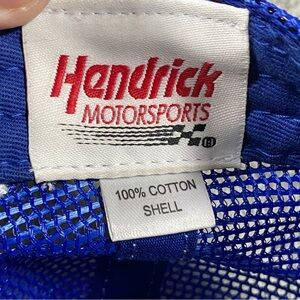 Hendrick
MOTORSPORTS
®
100% COTTON
SHELL